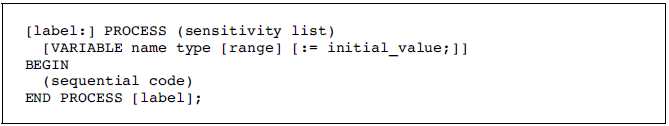 [label:] PROCESS (sensitivity list)
  [VARIABLE name type [range] [:= initial_value;]]
BEGIN
  (sequential code)
END PROCESS [label];